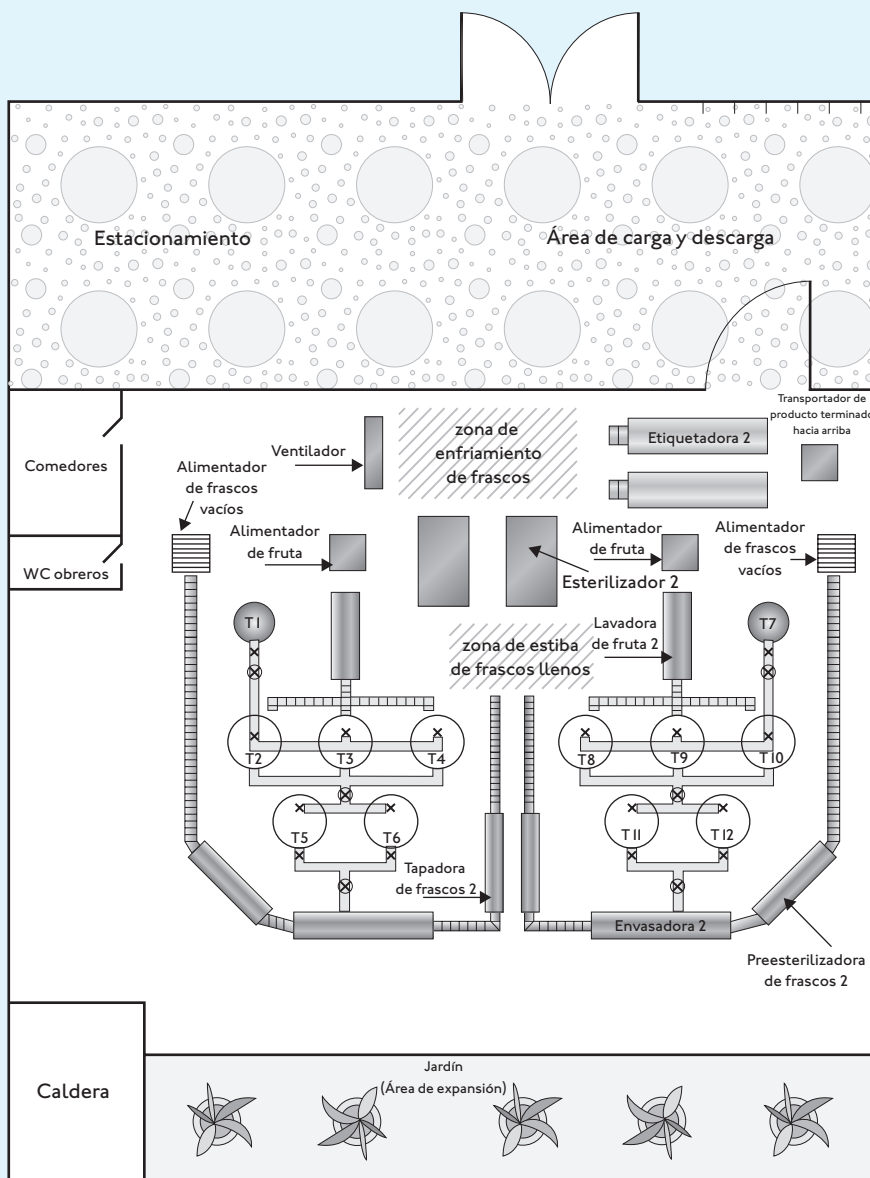 Estacionamiento
Área de carga y descarga
Transportador de
producto terminado
hacia arriba
Comedores
WC obreros
Alimentador
de frascos
vacíos
Ventilador
zona de
enfriamiento
de frascos
Etiquetadora 2
Alimentador
de fruta
Alimentador
de fruta
Esterilizador 2
Alimentador
de frascos
vacíos
T1
zona de estiba
de frascos llenos
Lavadora
de fruta 2
T7
T2
T3
T4
T8
T9
T10
T5
T6
T11
T12
Tapadora
de frascos 2
Envasadora 2
Preesterilizadora
de frascos 2
Caldera
Jardín
(Área de expansión)